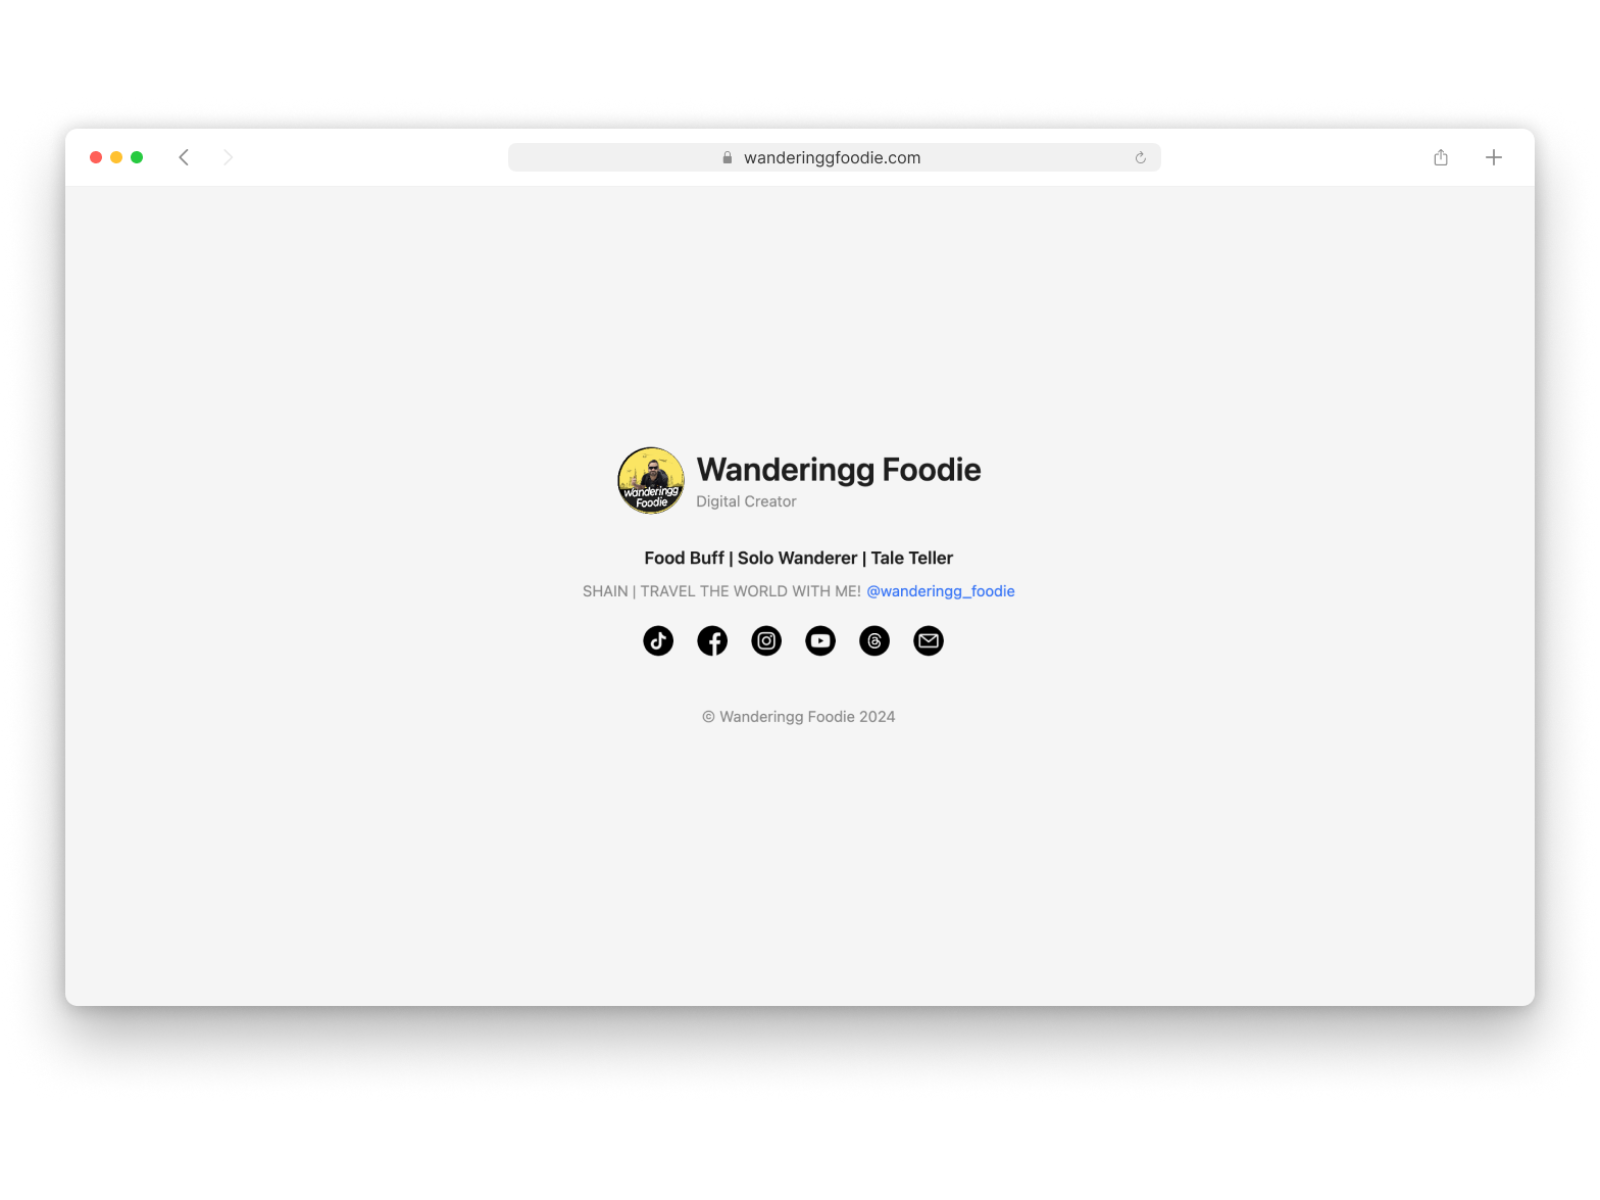 wanderinggfoodie.com
wanderingg
Foodie
Wanderingg Foodie
Digital Creator
Food Buff | Solo Wanderer | Tale Teller
SHAIN | TRAVEL THE WORLD WITH ME! @wanderingg_foodie
© Wanderingg Foodie 2024